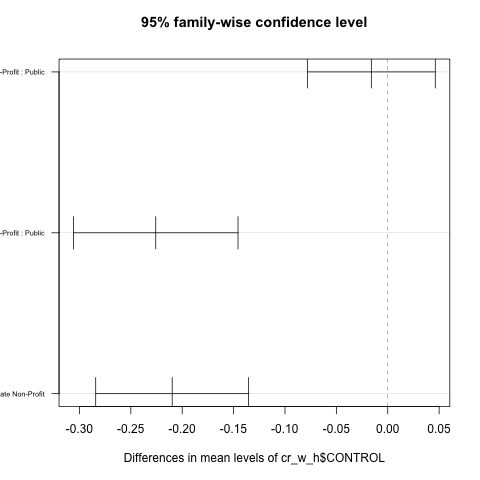 95% family-wise confidence level
-Profit : Public
-Profit : Public
ate Non-Profit
-0.30 -0.25 -0.20 -0.15 -0.10 -0.05 0.00 0.05
Differences in mean levels of cr_w_h$CONTROL